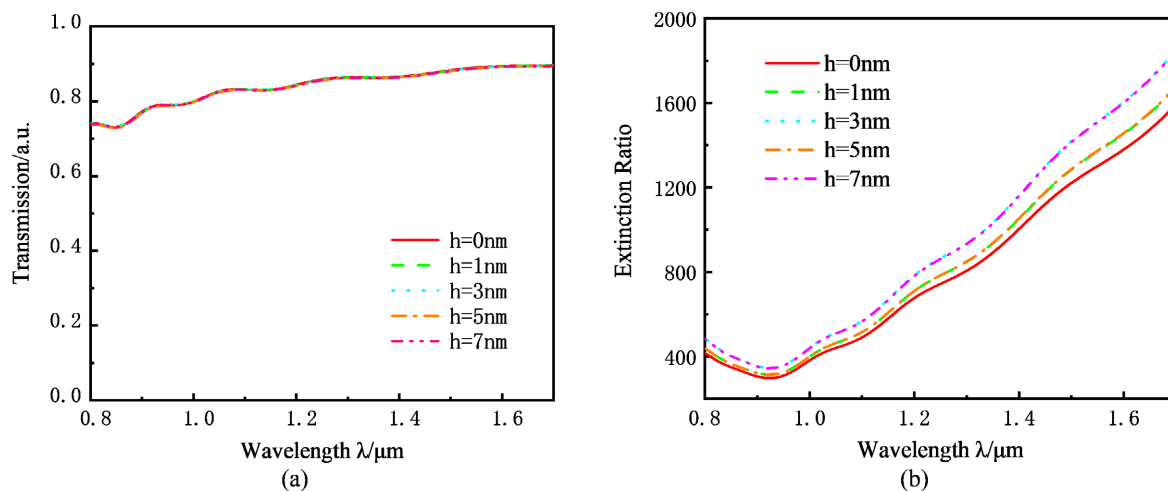 1.0
0.8
0.6
0.4
0.2
0.0
Transmission/a.u.
h=0nm
h=1nm
h=3nm
h=5nm
h=7nm
0.8 1.0 1.2 1.4 1.6
Wavelength λ/μm
(a)
2000
1600
1200
800
400
Extinction Ratio
h=0nm
h=1nm
h=3nm
h=5nm
h=7nm
0.8 1.0 1.2 1.4 1.6
Wavelength λ/μm
(b)